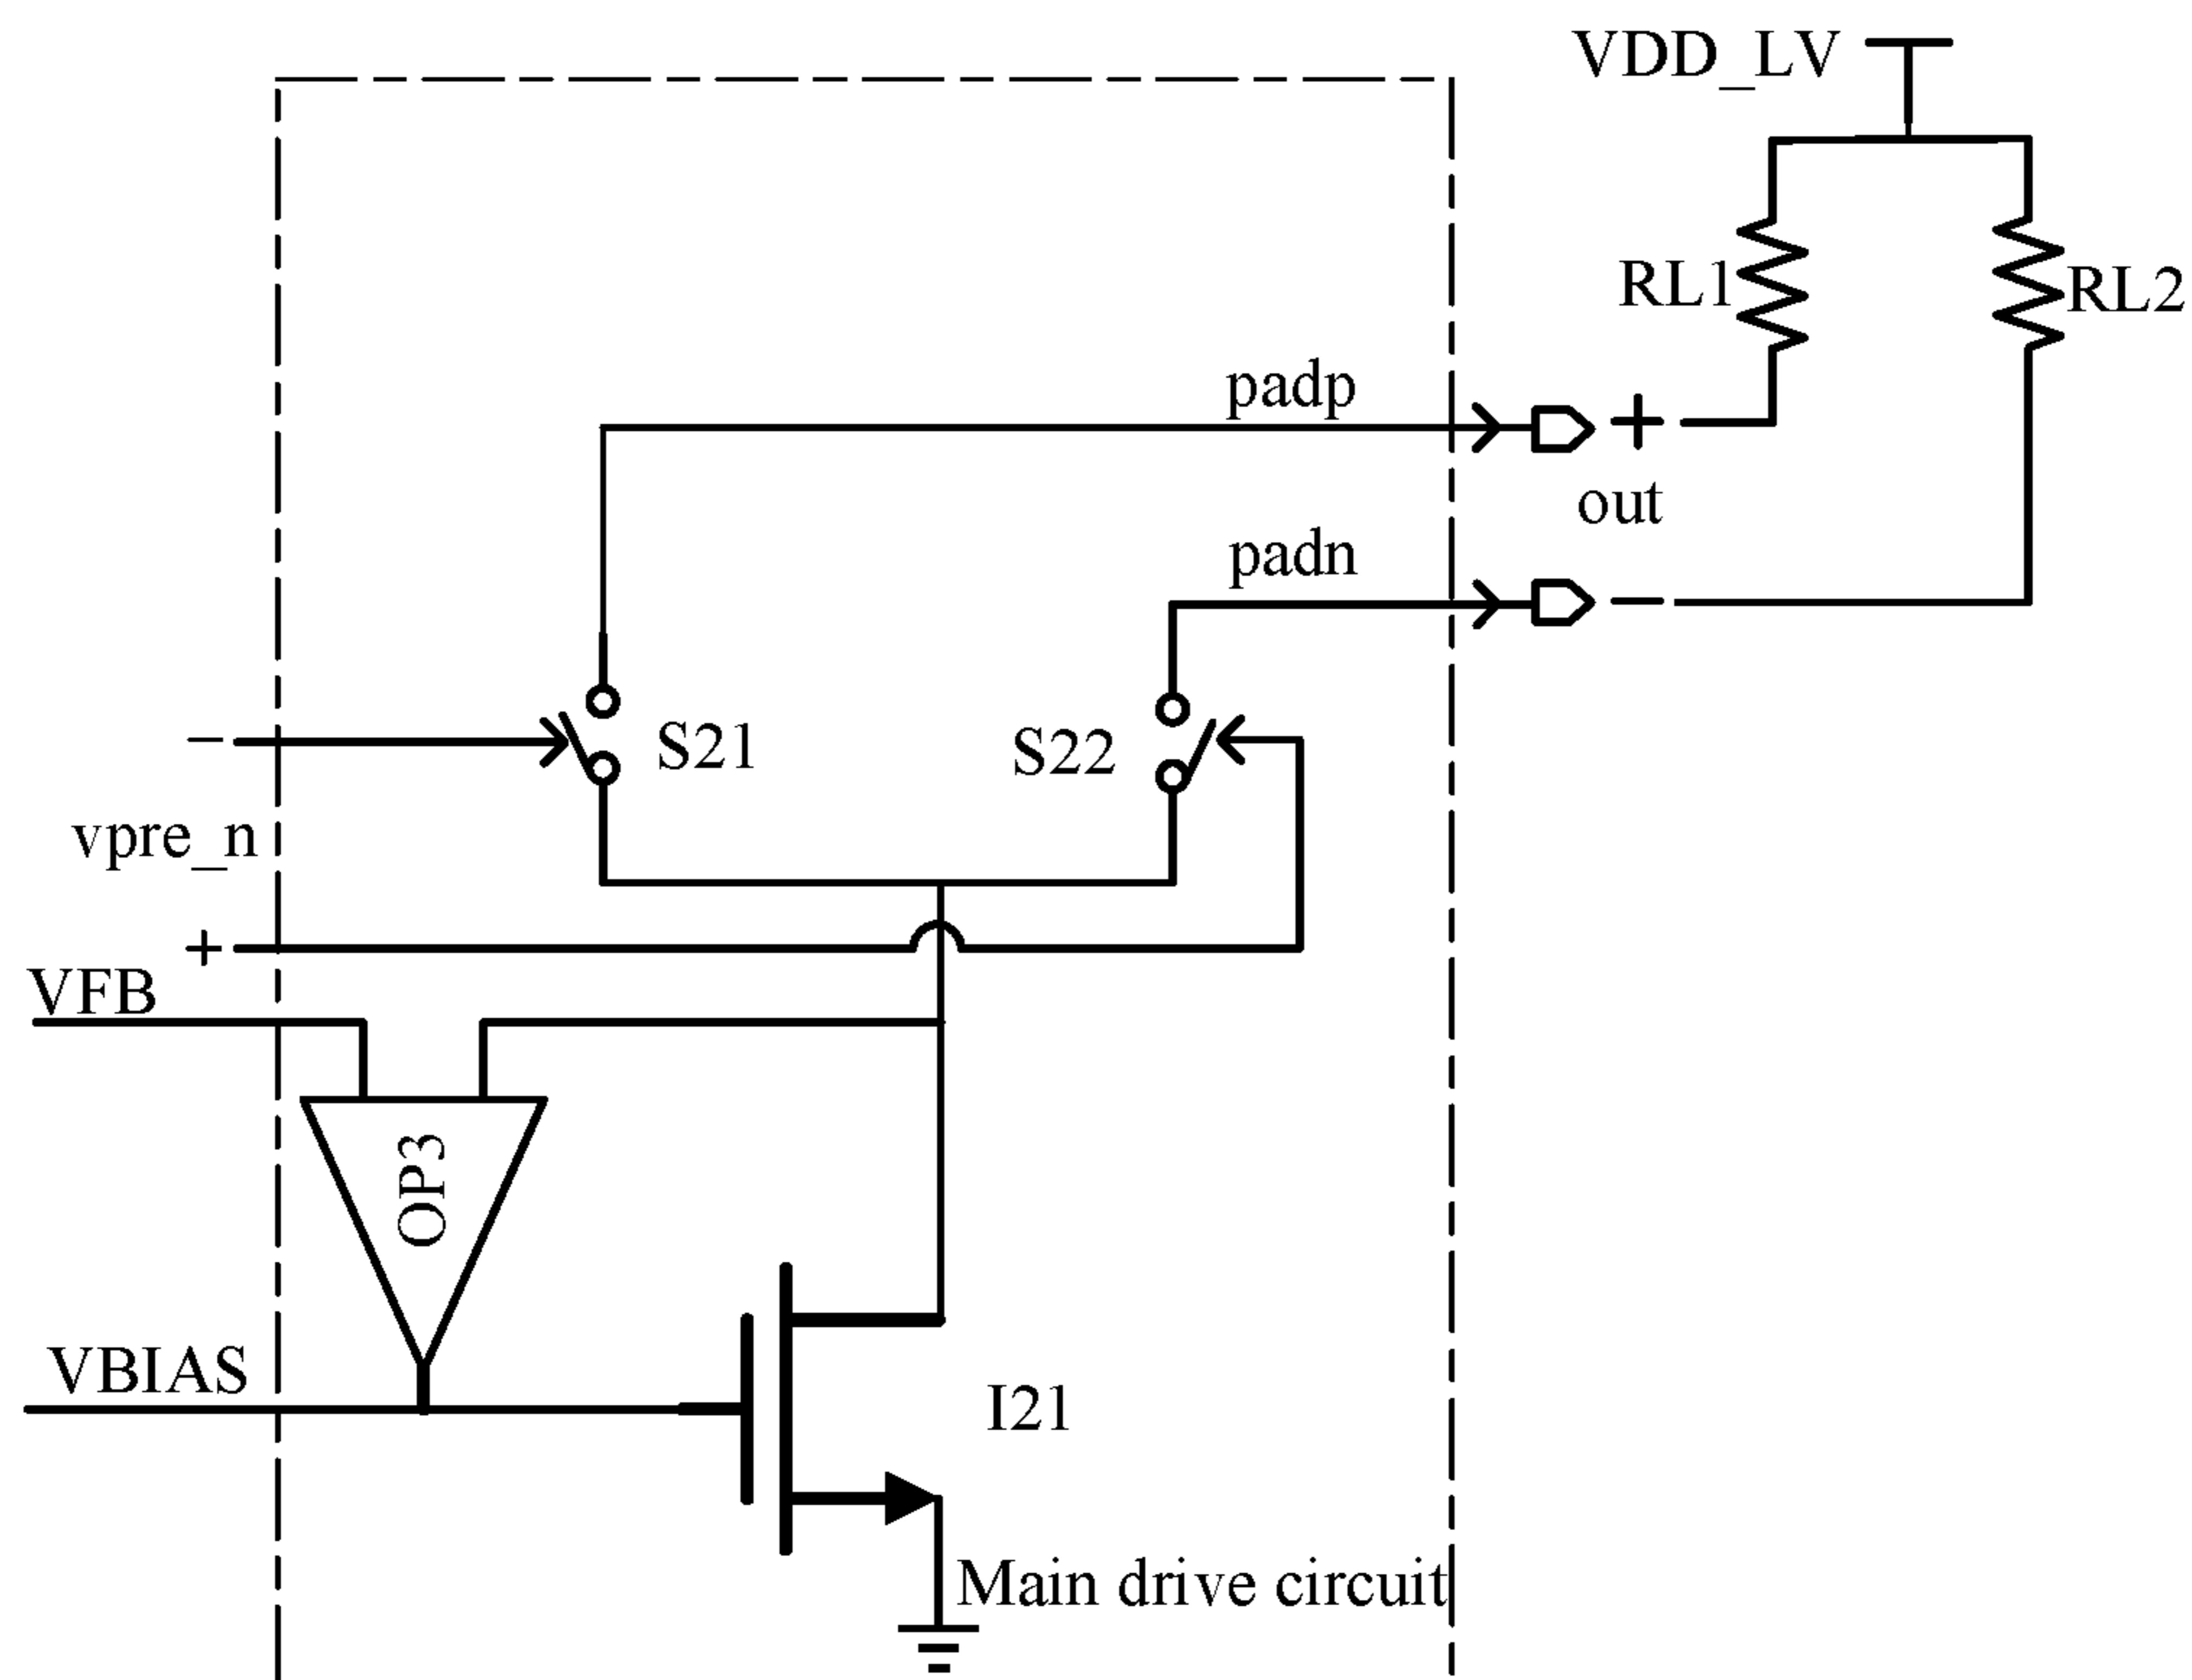 VDD_LV
RL1
RL2
padp
+
out
padn
−
S21
S22
−
vpre_n
+
VFB
OP3
VBIAS
I21
Main drive circuit